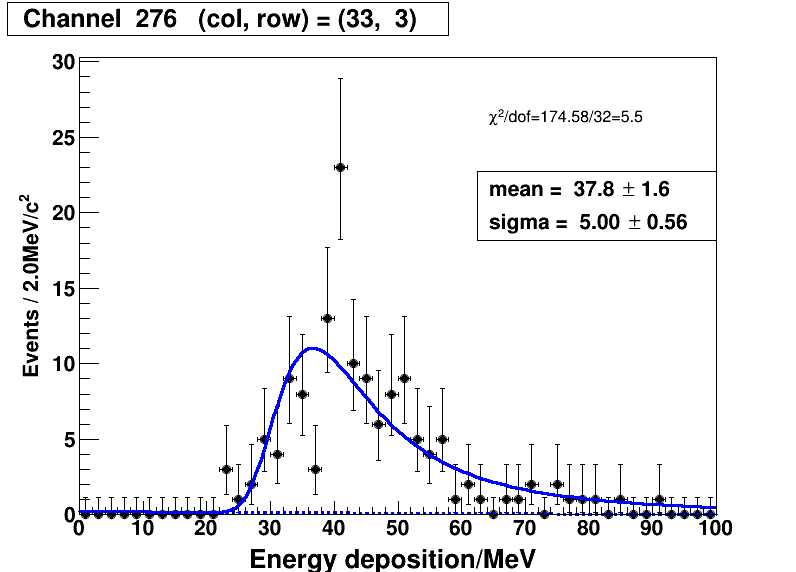 Channel 276 (col, row) = (33, 3)
χ²/dof=174.58/32=5.5
mean = 37.8 ± 1.6
sigma = 5.00 ± 0.56
Events / 2.0MeV/c²
30
25
20
15
10
5
0
0 10 20 30 40 50 60 70 80 90 100
Energy deposition/MeV